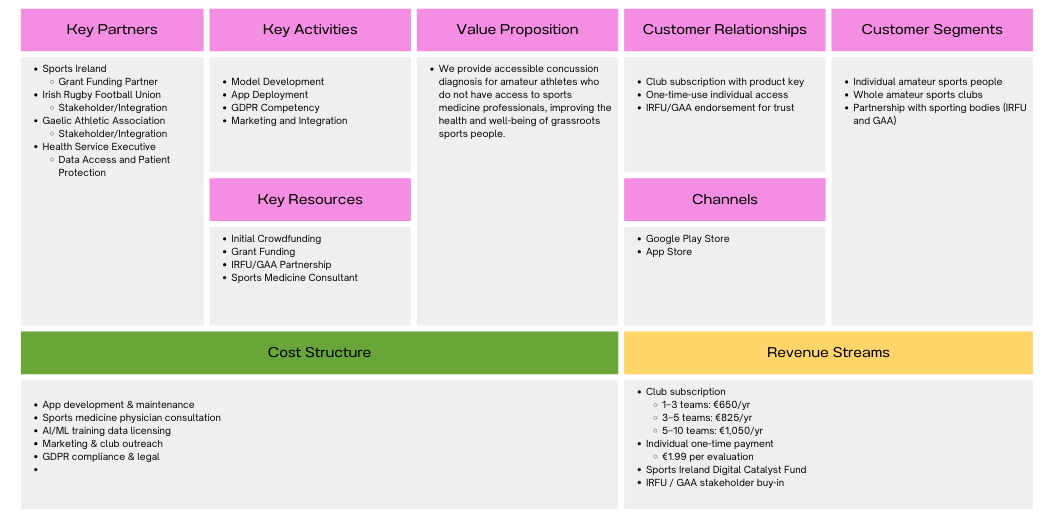 Key Partners
Sports Ireland
Grant Funding Partner
Irish Rugby Football Union
Stakeholder/Integration
Gaelic Athletic Association
Stakeholder/Integration
Health Service Executive
Data Access and Patient
Protection
Key Activities
Model Development
App Deployment
GDPR Competency
Marketing and Integration
Key Resources
Initial Crowdfunding
Grant Funding
IRFU/GAA Partnership
Sports Medicine Consultant
Value Proposition
We provide accessible concussion
diagnosis for amateur athletes who
do not have access to sports
medicine professionals, improving the
health and well-being of grassroots
sports people.
Customer Relationships
Club subscription with product key
One-time-use individual access
IRFU/GAA endorsement for trust
Channels
Google Play Store
App Store
Customer Segments
Individual amateur sports people
Whole amateur sports clubs
Partnership with sporting bodies (IRFU
and GAA)
Cost Structure
App development & maintenance
Sports medicine physician consultation
AI/ML training data licensing
Marketing & club outreach
GDPR compliance & legal
Revenue Streams
Club subscription
1–3 teams: €650/yr
3–5 teams: €825/yr
5–10 teams: €1,050/yr
Individual one-time payment
€1.99 per evaluation
Sports Ireland Digital Catalyst Fund
IRFU / GAA stakeholder buy-in